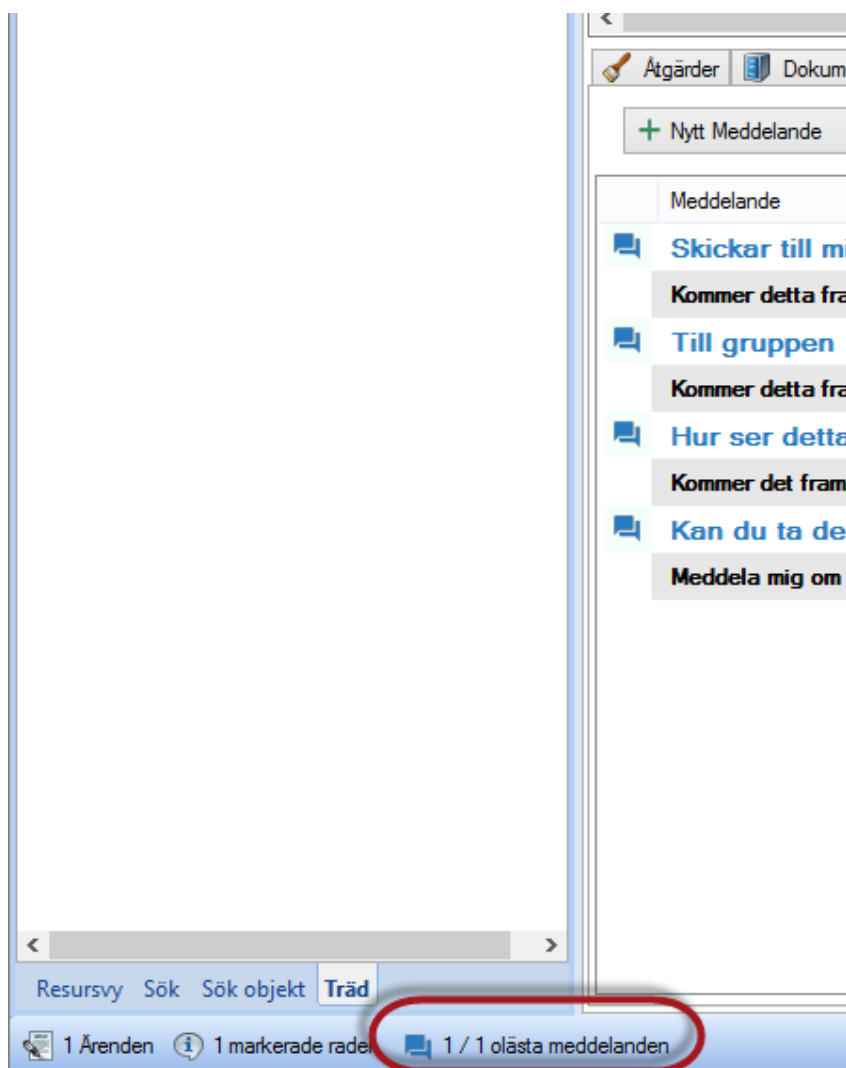 Åtgärder Dokum
Nytt Meddelande
Meddelande
Skickar till mi
Kommer detta fra
Till gruppen
Kommer detta fra
Hur ser detta
Kommer det fram
Kan du ta de
Meddela mig om
Resursvy Sök Sök objekt Träd
1 Ärenden 1 markerade rader 1 / 1 olästa meddelanden